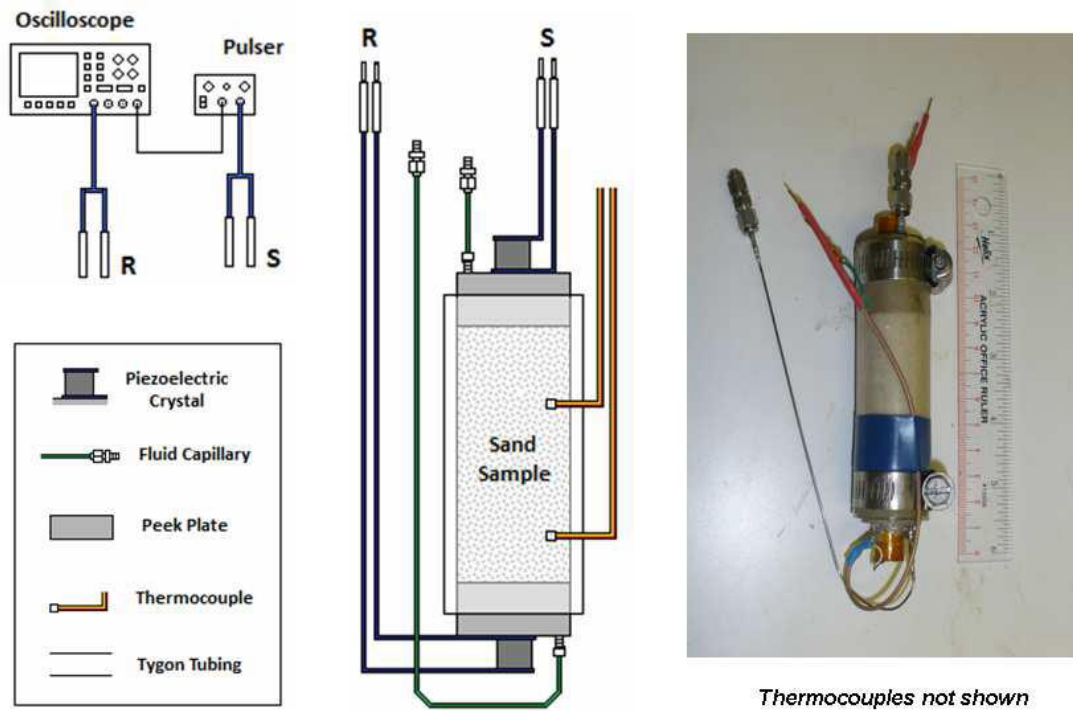 Oscilloscope
Pulser
R
S
Piezoelectric
Crystal
Fluid Capillary
Peek Plate
Thermocouple
Tygon Tubing
R
S
Sand
Sample
Helix
ACRYLIC OFFICE RULER
Thermocouples not shown